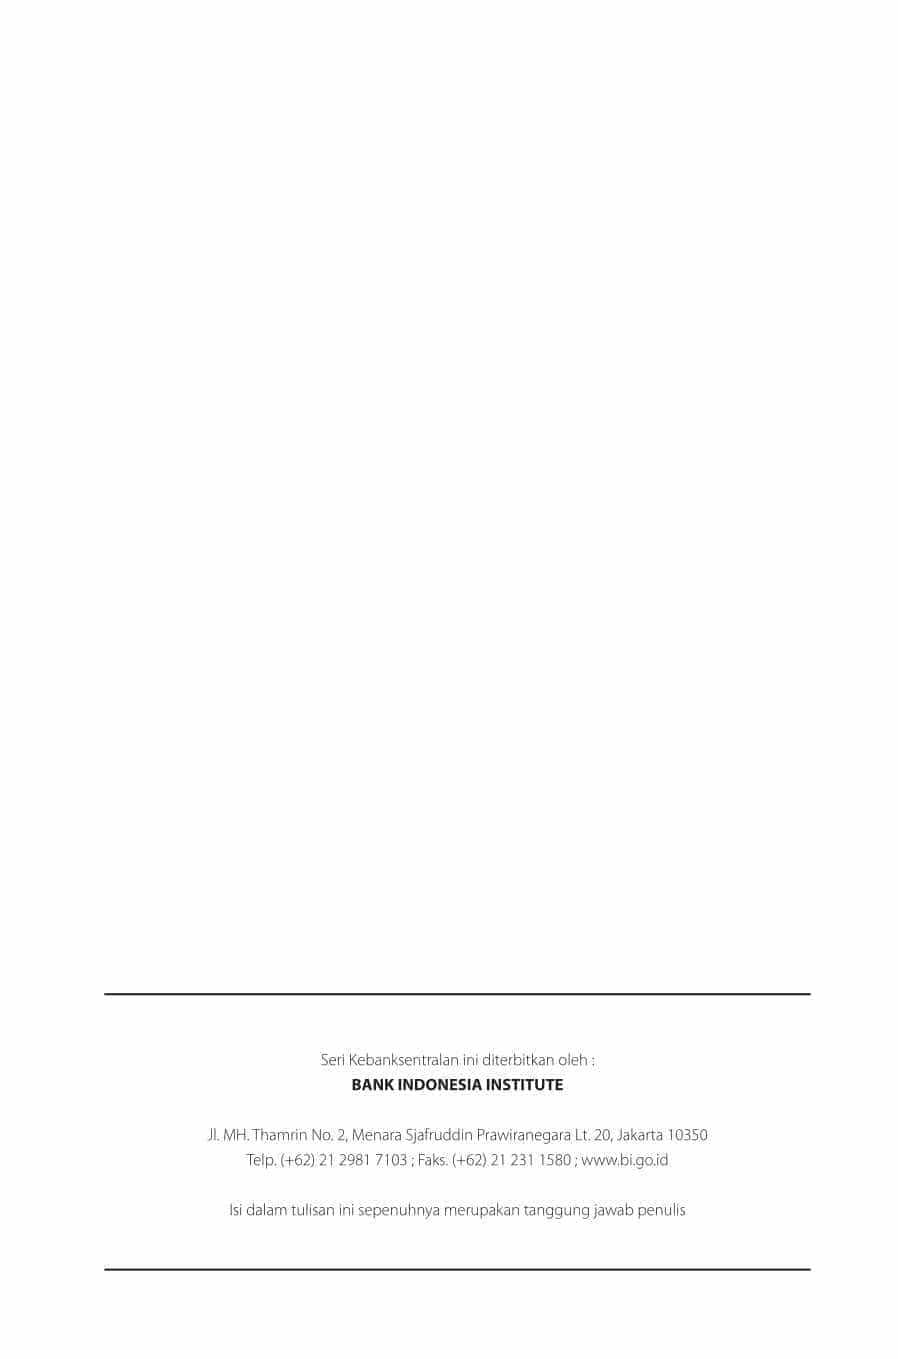 Seri Kebanksentralan ini diterbitkan oleh :
BANK INDONESIA INSTITUTE
Jl. MH. Thamrin No. 2, Menara Sjafruddin Prawiranegara Lt. 20, Jakarta 10350
Telp. (+62) 21 2981 7103 ; Faks. (+62) 21 231 1580 ; www.bi.go.id
Isi dalam tulisan ini sepenuhnya merupakan tanggung jawab penulis